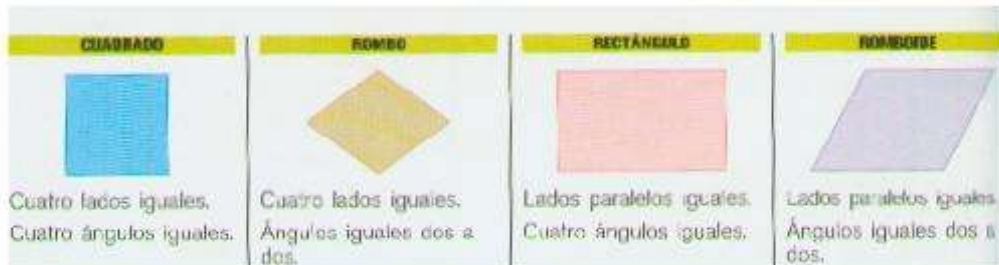 CUADRADO
Cuatro lados iguales.
Cuatro ángulos iguales.
ROMBO
Cuatro lados iguales.
Ángulos iguales dos a
dos.
RECTÁNGULO
Lados paralelos iguales.
Cuatro ángulos iguales.
ROMBOIDE
Lados paralelos iguales.
Ángulos iguales dos a
dos.